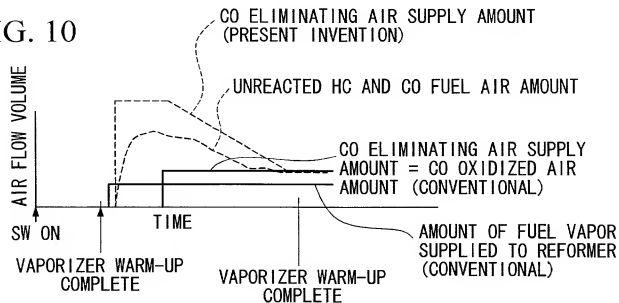 FIG. 10
CO ELIMINATING AIR SUPPLY AMOUNT
(PRESENT INVENTION)
UNREACTED HC AND CO FUEL AIR AMOUNT
CO ELIMINATING AIR SUPPLY
AMOUNT = CO OXIDIZED AIR
AMOUNT (CONVENTIONAL)
AMOUNT OF FUEL VAPOR
SUPPLIED TO REFORMER
(CONVENTIONAL)
AIR FLOW VOLUME
SW ON
TIME
VAPORIZER WARM-UP
COMPLETE
VAPORIZER WARM-UP
COMPLETE